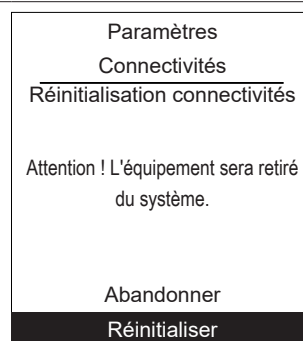 Paramètres
Connectivités
Réinitialisation connectivités
Attention ! L'équipement sera retiré
du système.
Abandonner
Réinitialiser